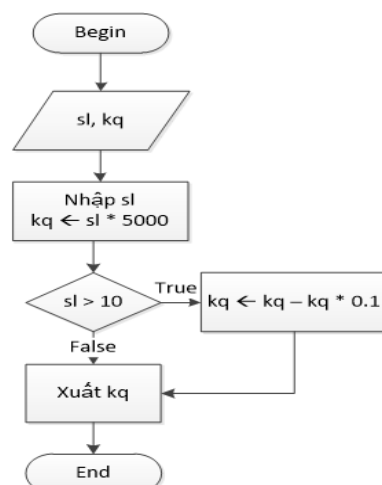 Begin
sl, kq
Nhập sl
kq ← sl * 5000
sl > 10
True
kq ← kq – kq * 0.1
False
Xuất kq
End